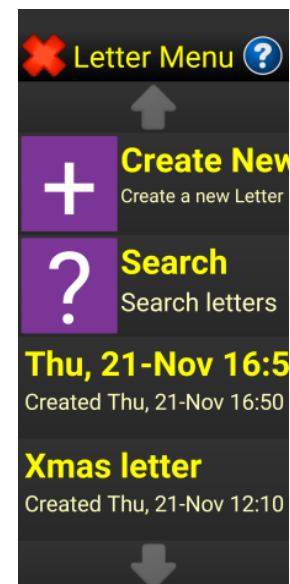 Letter Menu ?
+ Create New
Create a new Letter
? Search
Search letters
Thu, 21-Nov 16:5
Created Thu, 21-Nov 16:50
Xmas letter
Created Thu, 21-Nov 12:10